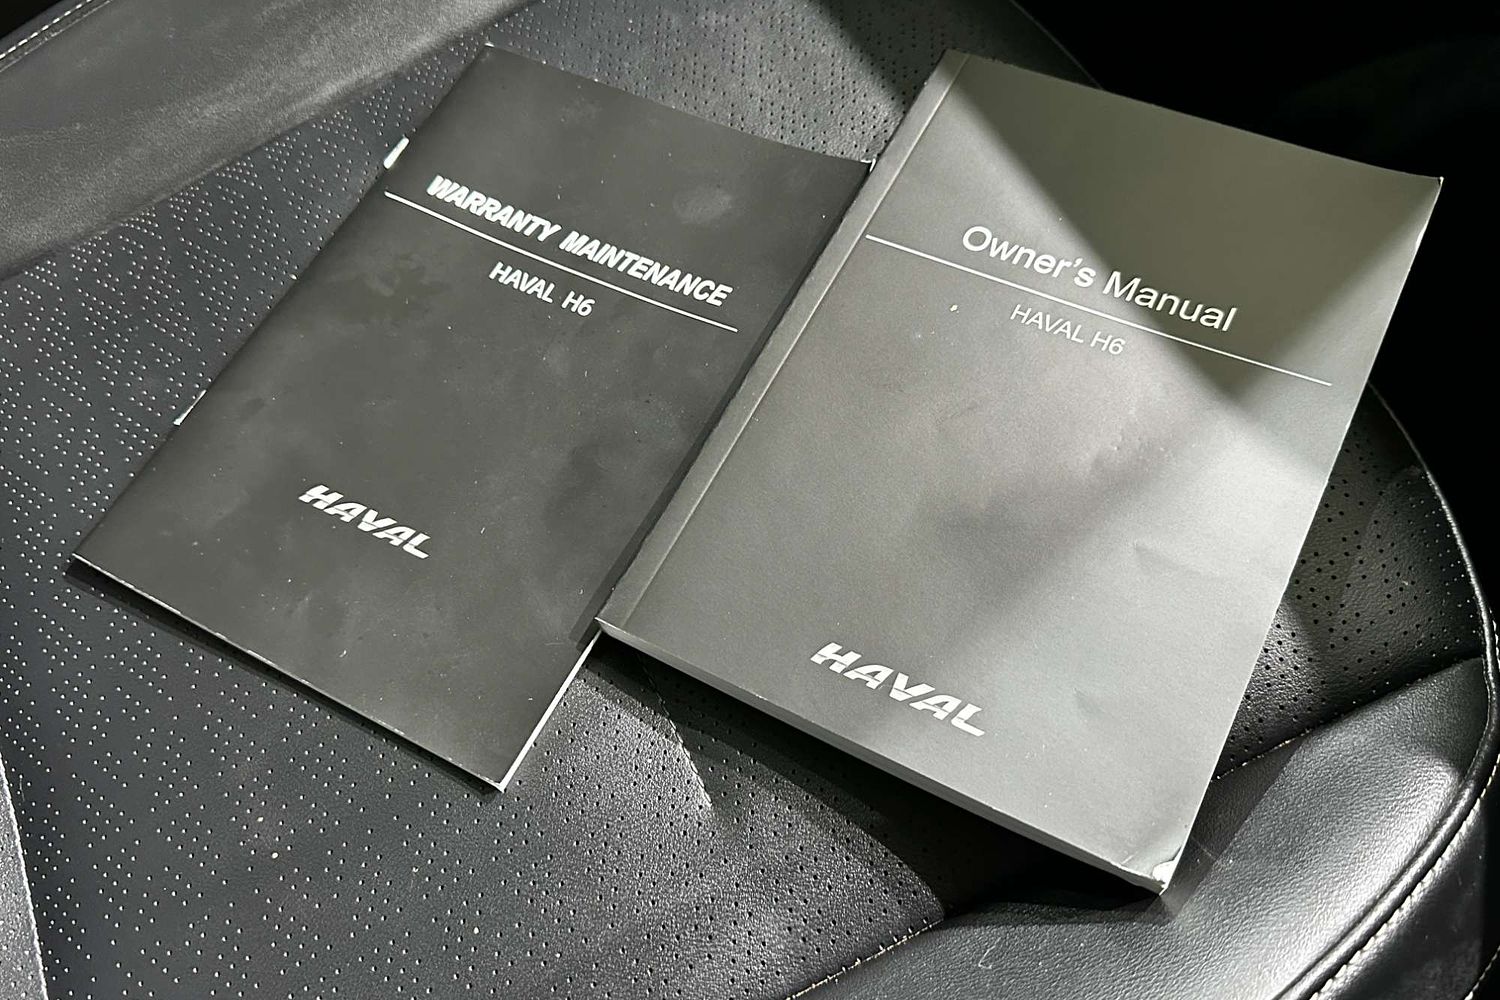 WARRANTY MAINTENANCE
HAVAL H6
HAVAL
Owner's Manual
HAVAL H6
HAVAL